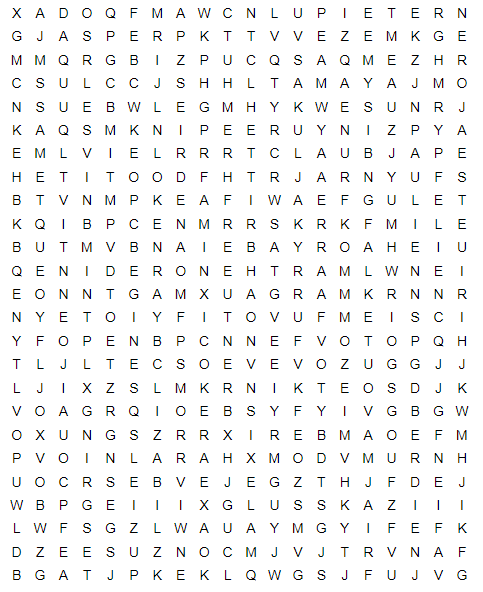 X A D O Q F M A W C N L U P I E T E R N
G J A S P E R P K T T V V E Z E M K G E
M M Q R G B I Z P U C Q S A Q M E Z H R
C S U L C C J S H H L T A M A Y A J M O
N S U E B W L E G M H Y K W E S U N R J
K A Q S M K N I P E E R U Y N I Z P Y A
E M L V I E L R R R T C L A U B J A P E
H E T I T O O D F H T R J A R N Y U F S
B T V N M P K E A F I W A E F G U L E T
K Q I B P C E N M R R S K R K F M I L E
B U T M V B N A I E B A Y R O A H E I U
Q E N I D E R O N E H T R A M L W N E I
E O N N T G A M X U A G R A M K R N N R
N Y E T O I Y F I T O V U F M E I S C I
Y F O P E N B P C N N E F V O T O P Q H
T L J L T E C S O E V E V O Z U G G J J
L J I X Z S L M K R N I K T E O S D J K
V O A G R Q I O E B S Y F Y I V G B G W
O X U N G S Z R R X I R E B M A O E F M
P V O I N L A R A H X M O D V M U R N H
U O C R S E B V E J E G Z T H J F D E J
W B P G E I I I X G L U S S K A Z I I I
L W F S G Z L W A U A Y M G Y I F E F K
D Z E E S U Z N O C M J V J T R V N A F
B G A T J P K E K L Q W G S J F U J V G